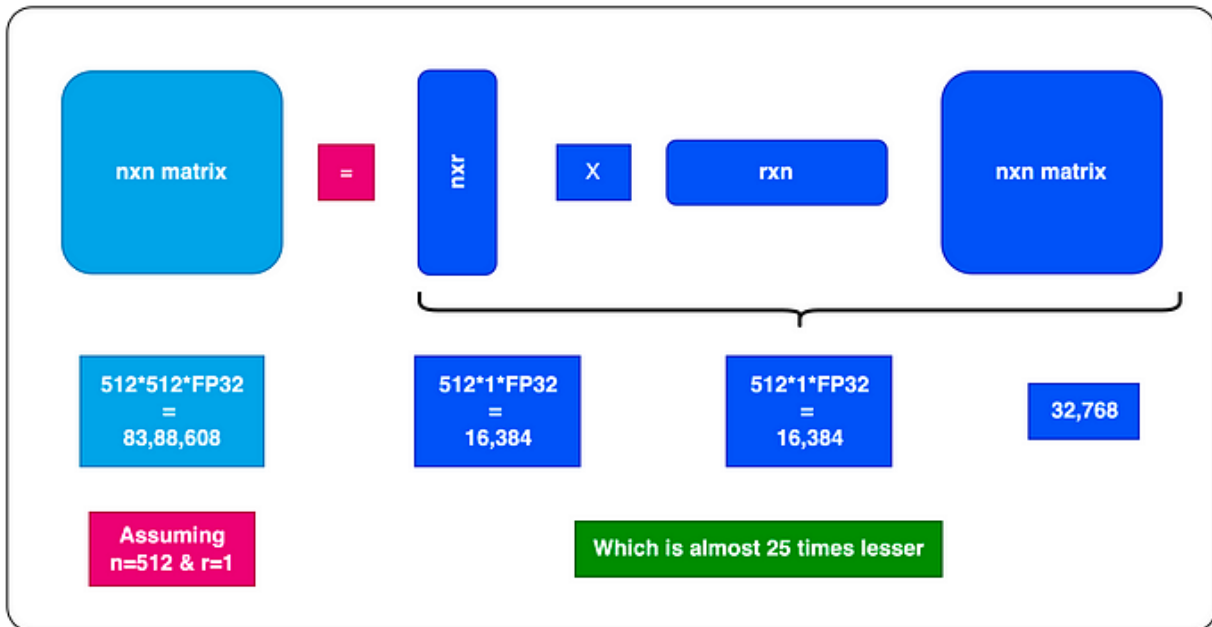 nxn matrix
=
nxr
X
rxn
nxn matrix
512*512*FP32
=
83,88,608
512*1*FP32
=
16,384
512*1*FP32
=
16,384
32,768
Assuming
n=512 & r=1
Which is almost 25 times lesser